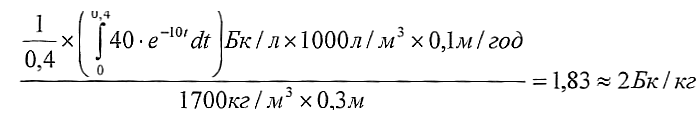 1/0,4 × (∫₀^0,4 40 · e^(-10t) dt) Бк / л × 1000л / м³ × 0,1м / год
1700кг / м³ × 0,3м
= 1,83 ≈ 2Бк / кг